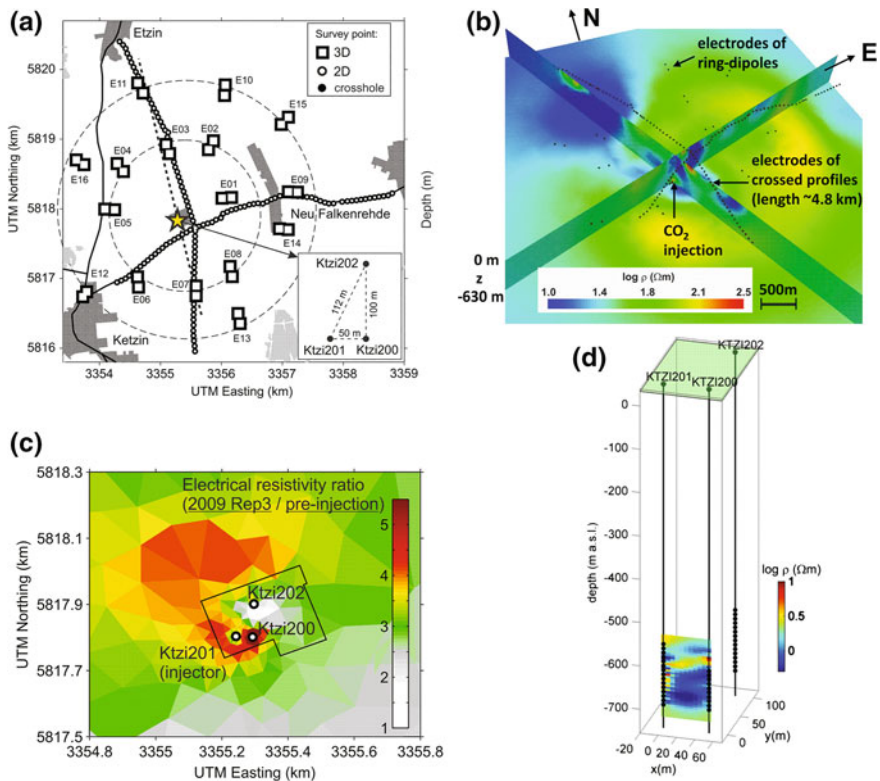 (a)
Etzin
Survey point:
3D
2D
crosshole
5820
5819
5818
5817
5816
UTM Northing (km)
E11
E10
E15
E03
E02
E04
E16
E01
E09
E05
Neu Falkenrehde
E14
E12
E08
E06
E07
E13
Ketzin
Ktzi202
112 m
100 m
50 m
Ktzi201
Ktzi200
3354
3355
3356
3357
3358
3359
UTM Easting (km)
(b)
N
E
electrodes of
ring-dipoles
electrodes of
crossed profiles
(length ~4.8 km)
CO2
injection
Depth (m)
0 m
z
-630 m
log ρ (Ωm)
1.0
1.4
1.8
2.1
2.5
500m
(c)
5818.3
5818.1
5817.9
5817.7
5817.5
UTM Northing (km)
Electrical resistivity ratio
(2009 Rep3 / pre-injection)
5
4
3
2
1
Ktzi202
Ktzi200
Ktzi201
(injector)
3354.8
3355
3355.2
3355.4
3355.6
3355.8
UTM Easting (km)
(d)
KTZI202
KTZI201
KTZI200
0
-100
-200
-300
-400
-500
-600
-700
depth (m a.s.l.)
log ρ (Ωm)
1
0.5
0
-20
0
20
40
60
x(m)
0
50
100
y(m)